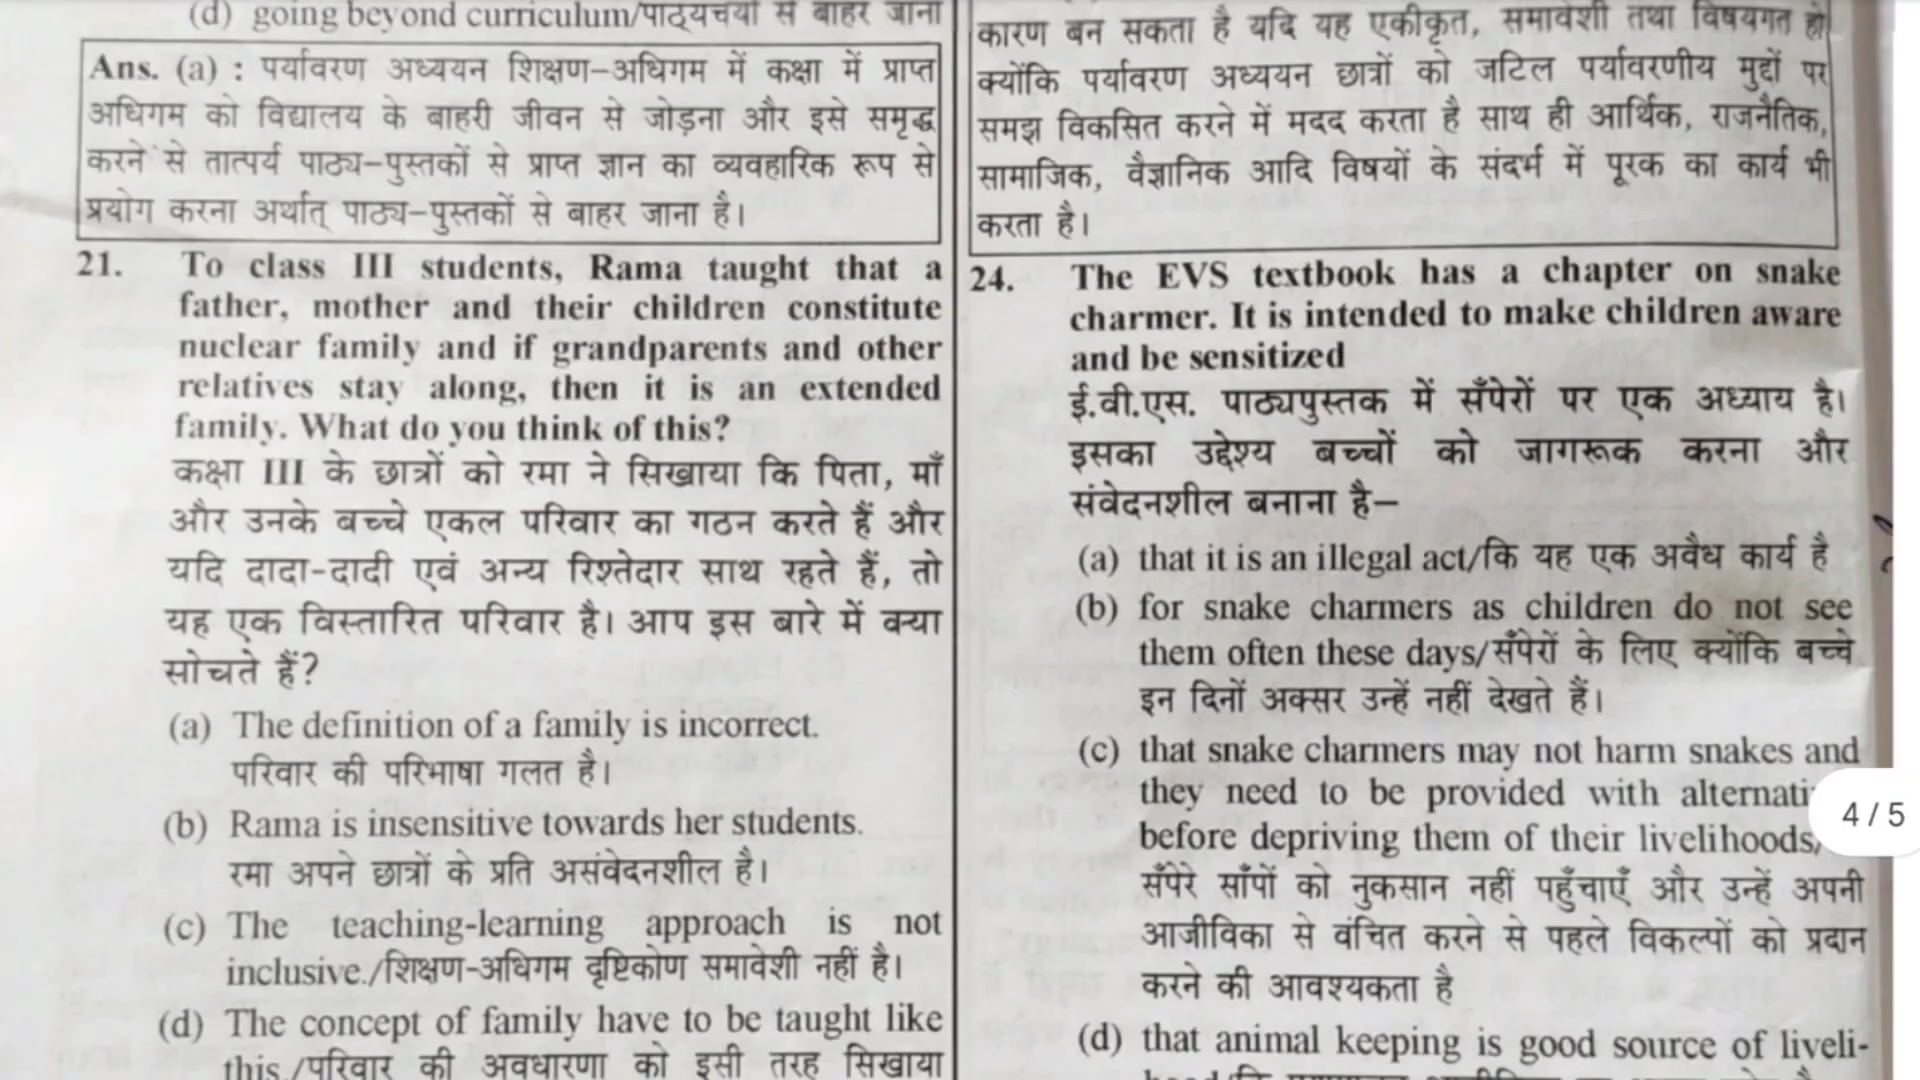 (d) going beyond curriculum/पाठ्यचर्या से बाहर जाना
Ans. (a) : पर्यावरण अध्ययन शिक्षण-अधिगम में कक्षा में प्राप्त
अधिगम को विद्यालय के बाहरी जीवन से जोड़ना और इसे समृद्ध
करने से तात्पर्य पाठ्य-पुस्तकों से प्राप्त ज्ञान का व्यवहारिक रूप से
प्रयोग करना अर्थात् पाठ्य-पुस्तकों से बाहर जाना है।
21. To class III students, Rama taught that a
father, mother and their children constitute
nuclear family and if grandparents and other
relatives stay along, then it is an extended
family. What do you think of this?
कक्षा III के छात्रों को रमा ने सिखाया कि पिता, माँ
और उनके बच्चे एकल परिवार का गठन करते हैं और
यदि दादा-दादी एवं अन्य रिश्तेदार साथ रहते हैं, तो
यह एक विस्तारित परिवार है। आप इस बारे में क्या
सोचते हैं?
(a) The definition of a family is incorrect.
परिवार की परिभाषा गलत है।
(b) Rama is insensitive towards her students.
रमा अपने छात्रों के प्रति असंवेदनशील है।
(c) The teaching-learning approach is not
inclusive./शिक्षण-अधिगम दृष्टिकोण समावेशी नहीं है।
(d) The concept of family have to be taught like
this./परिवार की अवधारणा को इसी तरह सिखाया
कारण बन सकता है यदि यह एकीकृत, समावेशी तथा विषयगत हो
क्योंकि पर्यावरण अध्ययन छात्रों को जटिल पर्यावरणीय मुद्दों पर
समझ विकसित करने में मदद करता है साथ ही आर्थिक, राजनैतिक,
सामाजिक, वैज्ञानिक आदि विषयों के संदर्भ में पूरक का कार्य भी
करता है।
24. The EVS textbook has a chapter on snake
charmer. It is intended to make children aware
and be sensitized
ई.वी.एस. पाठ्यपुस्तक में सँपेरों पर एक अध्याय है।
इसका उद्देश्य बच्चों को जागरूक करना और
संवेदनशील बनाना है–
(a) that it is an illegal act/कि यह एक अवैध कार्य है
(b) for snake charmers as children do not see
them often these days/सँपेरों के लिए क्योंकि बच्चे
इन दिनों अक्सर उन्हें नहीं देखते हैं।
(c) that snake charmers may not harm snakes and
they need to be provided with
before depriving them of their livelihoods/
सँपेरे साँपों को नुकसान नहीं पहुँचाएँ और उन्हें अपनी
आजीविका से वंचित करने से पहले विकल्पों को प्रदान
करने की आवश्यकता है
(d) that animal keeping is good source of liveli-
4 / 5